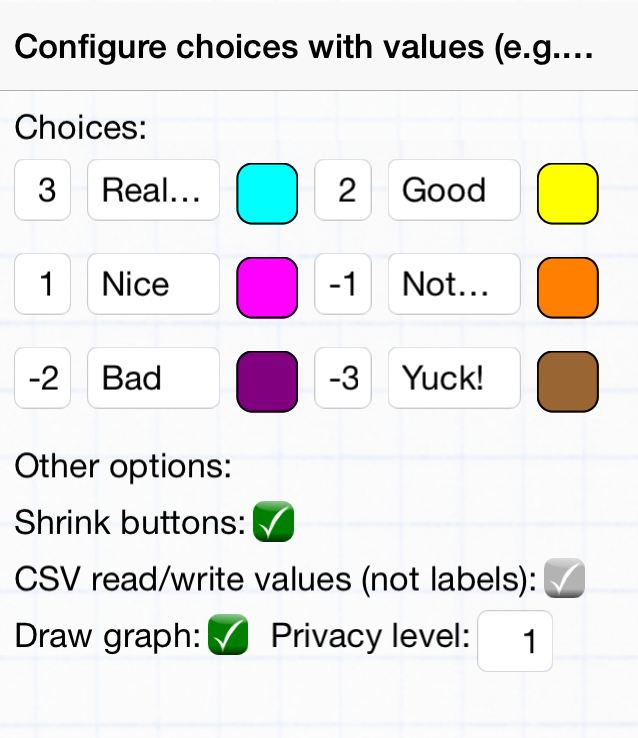 Configure choices with values (e.g....
Choices:
3 Real... 2 Good
1 Nice -1 Not...
-2 Bad -3 Yuck!
Other options:
Shrink buttons:
CSV read/write values (not labels):
Draw graph: Privacy level: 1